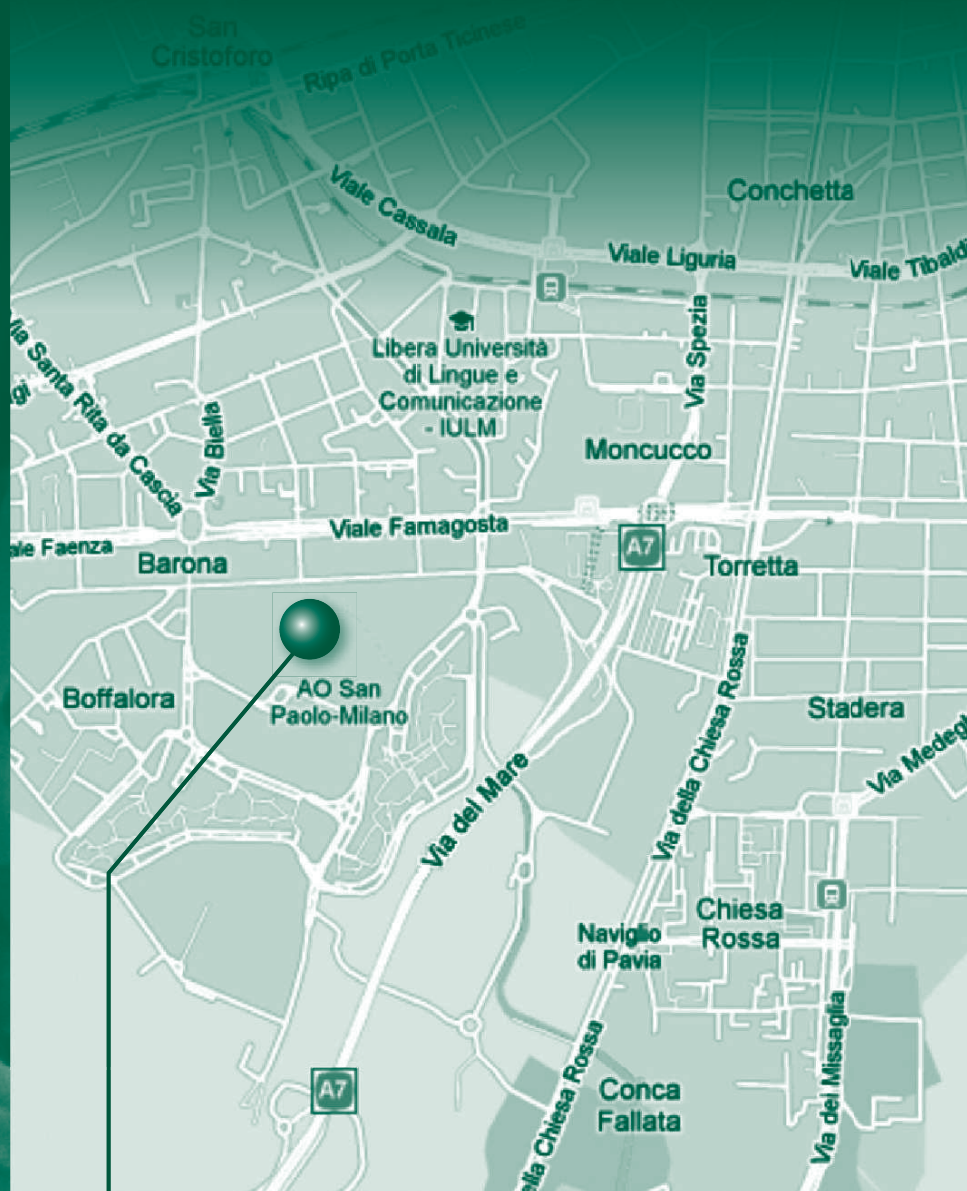 San
Cristoforo
Ripa di Porta Ticinese
Viale Cassala
Conchetta
Viale Liguria
Viale Tibaldi
Via Spezia
Via Santa Rita da Cascia
Libera Università
di Lingue e
Comunicazione
- IULM
Via Biella
Moncucco
Viale Famagosta
ale Faenza
Barona
A7
Torretta
Boffalora
AO San
Paolo-Milano
Via della Chiesa Rossa
Stadera
Via Medegh
Via del Mare
Chiesa
Rossa
Naviglio
di Pavia
Via dei Missaglia
A7
Conca
Fallata
ella Chiesa Rossa